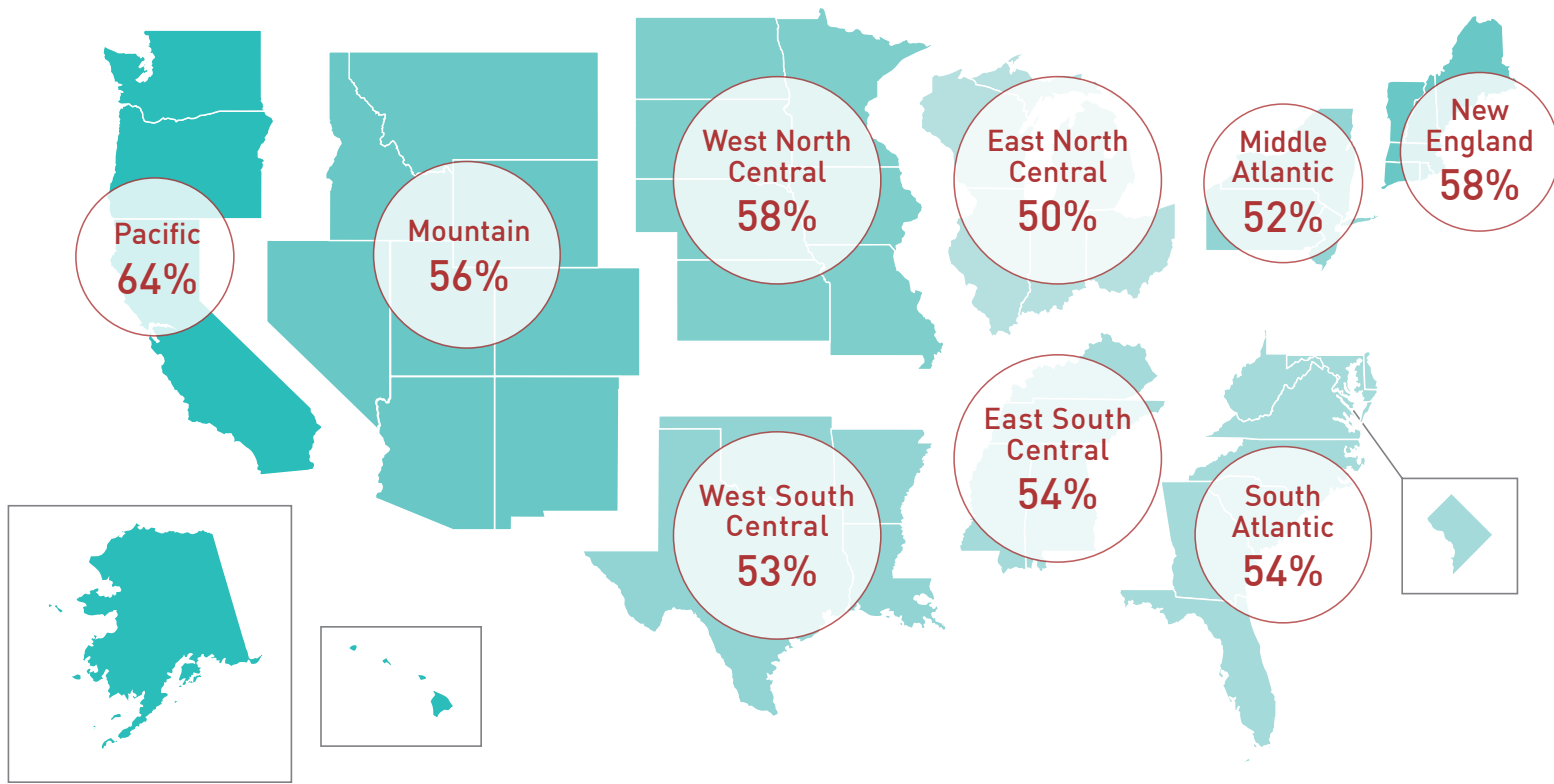 Pacific
64%
Mountain
56%
West North
Central
58%
East North
Central
50%
Middle
Atlantic
52%
New
England
58%
West South
Central
53%
East South
Central
54%
South
Atlantic
54%